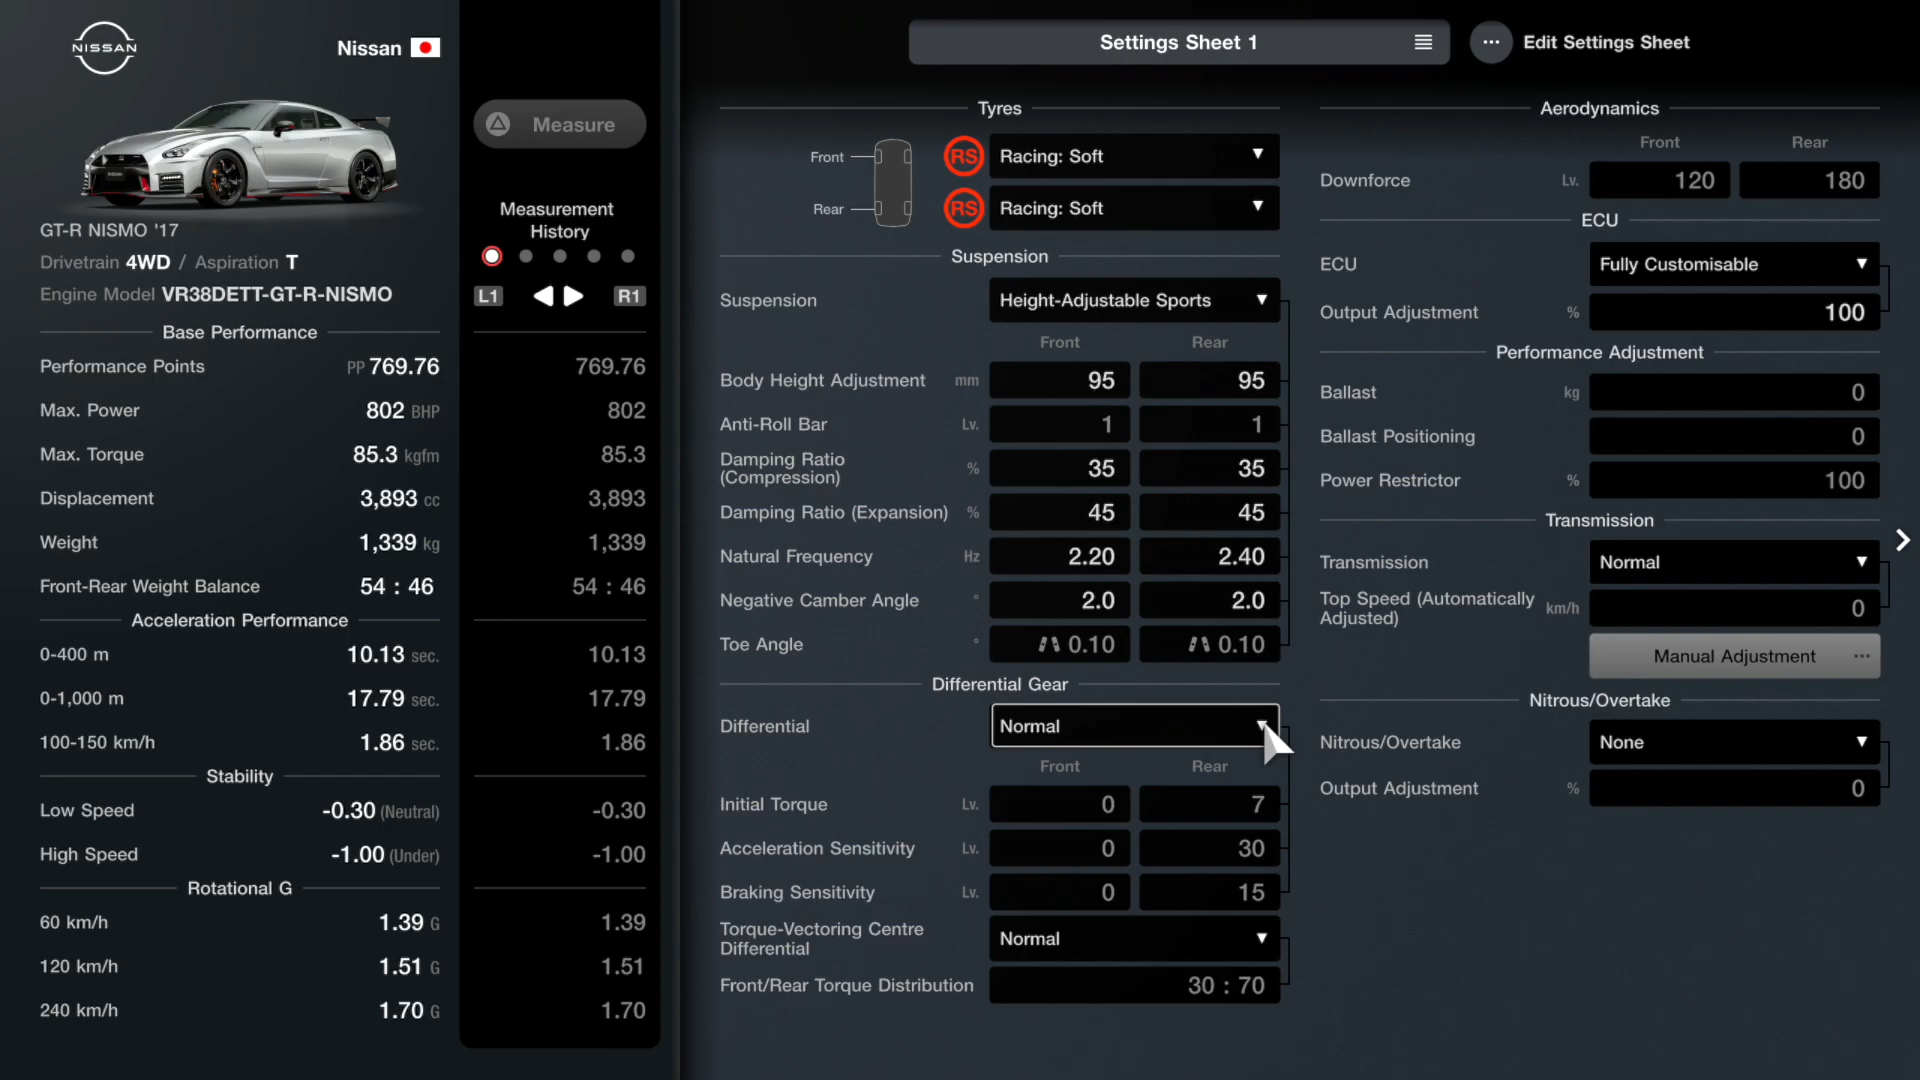 NISSAN
Nissan
GT-R NISMO '17
Drivetrain 4WD / Aspiration T
Engine Model VR38DETT-GT-R-NISMO
Base Performance
Performance Points PP 769.76
Max. Power 802 BHP
Max. Torque 85.3 kgfm
Displacement 3,893 cc
Weight 1,339 kg
Front-Rear Weight Balance 54 : 46
Acceleration Performance
0-400 m 10.13 sec.
0-1,000 m 17.79 sec.
100-150 km/h 1.86 sec.
Stability
Low Speed -0.30 (Neutral)
High Speed -1.00 (Under)
Rotational G
60 km/h 1.39 G
120 km/h 1.51 G
240 km/h 1.70 G
Measure
Measurement
History
L1 R1
769.76
802
85.3
3,893
1,339
54 : 46
10.13
17.79
1.86
-0.30
-1.00
1.39
1.51
1.70
Settings Sheet 1
Edit Settings Sheet
Tyres
Front RS Racing: Soft
Rear RS Racing: Soft
Suspension
Suspension Height-Adjustable Sports
Front Rear
Body Height Adjustment mm 95 95
Anti-Roll Bar Lv. 1 1
Damping Ratio
(Compression) % 35 35
Damping Ratio (Expansion) % 45 45
Natural Frequency Hz 2.20 2.40
Negative Camber Angle ° 2.0 2.0
Toe Angle ° 0.10 0.10
Differential Gear
Differential Normal
Front Rear
Initial Torque Lv. 0 7
Acceleration Sensitivity Lv. 0 30
Braking Sensitivity Lv. 0 15
Torque-Vectoring Centre
Differential Normal
Front/Rear Torque Distribution 30 : 70
Aerodynamics
Front Rear
Downforce Lv. 120 180
ECU
ECU Fully Customisable
Output Adjustment % 100
Performance Adjustment
Ballast kg 0
Ballast Positioning 0
Power Restrictor % 100
Transmission
Transmission Normal
Top Speed (Automatically
Adjusted) km/h 0
Manual Adjustment
Nitrous/Overtake
Nitrous/Overtake None
Output Adjustment % 0